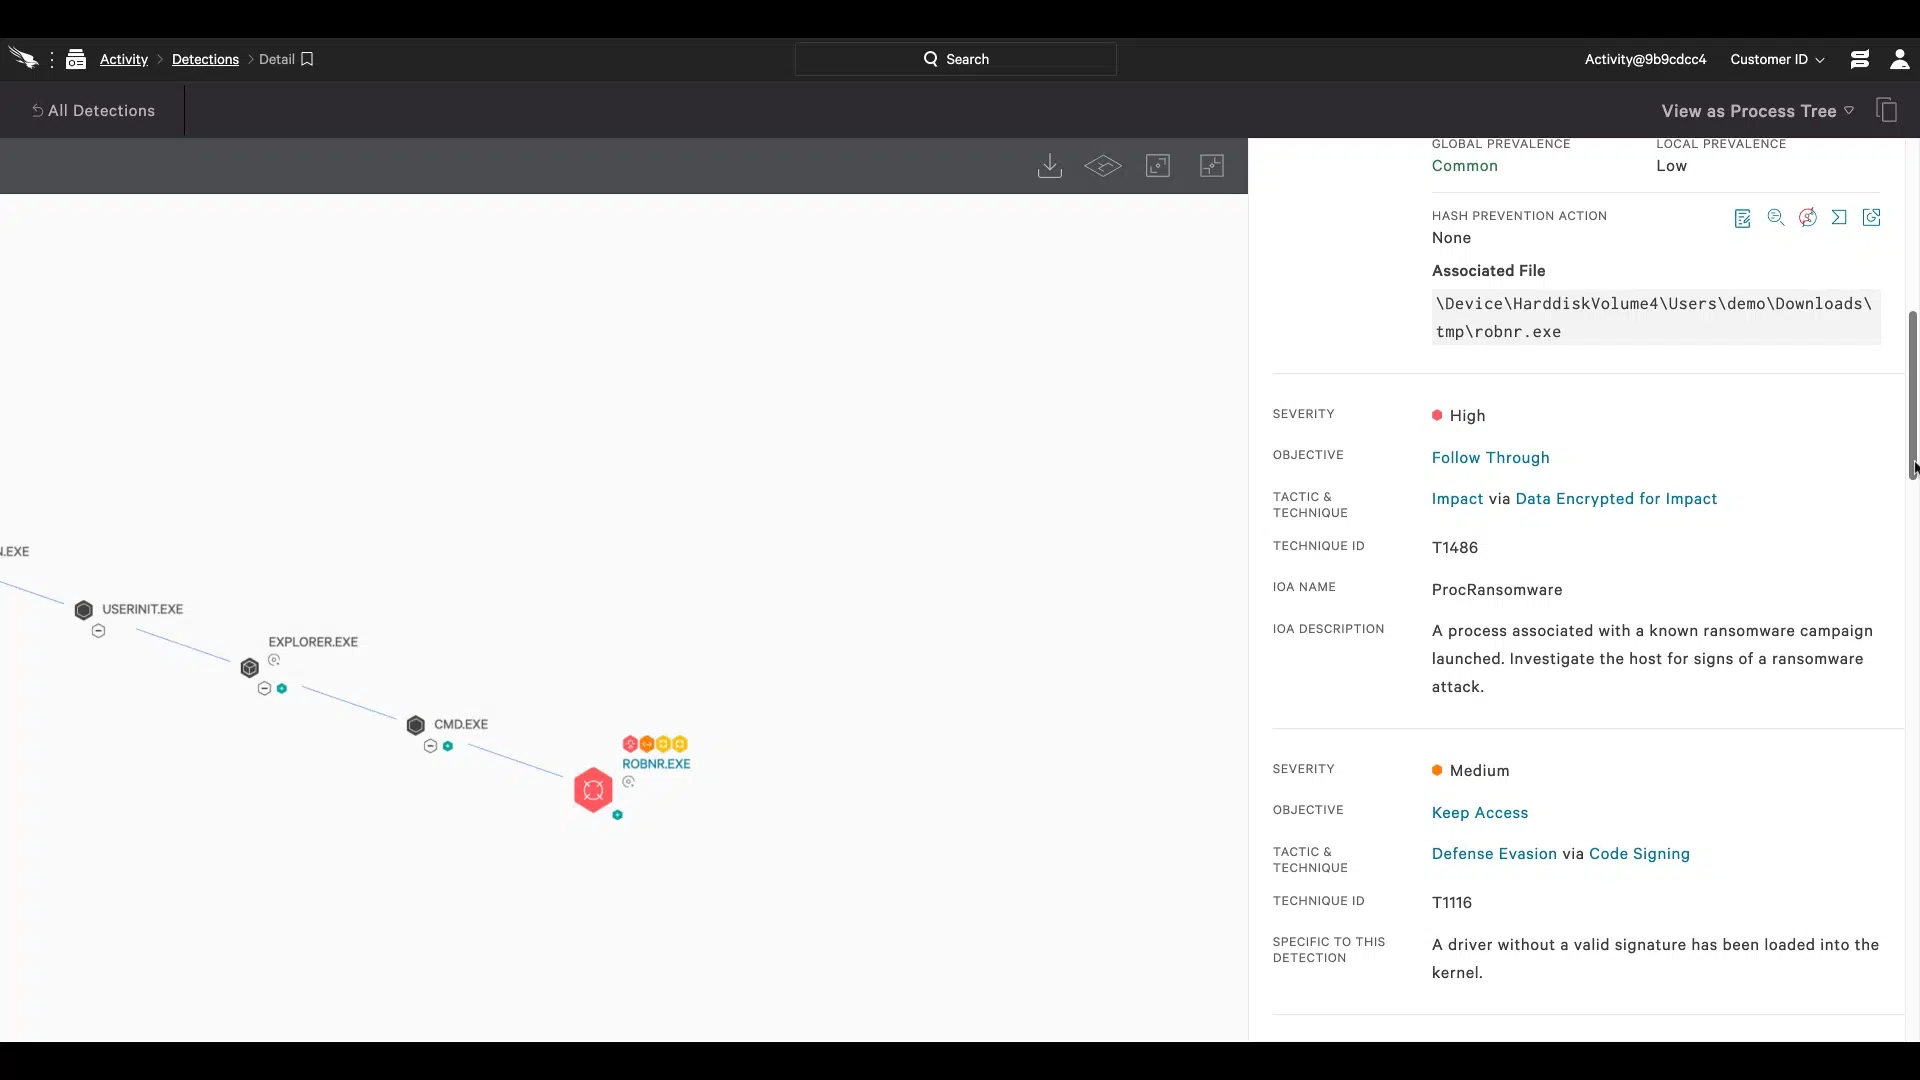 Activity > Detections > Detail
Search
Activity@9b9cdcc4
Customer ID
All Detections
View as Process Tree
GLOBAL PREVALENCE
LOCAL PREVALENCE
Common
Low
HASH PREVENTION ACTION
None
Associated File
\Device\HarddiskVolume4\Users\demo\Downloads\
tmp\robnr.exe
SEVERITY
High
OBJECTIVE
Follow Through
TACTIC &
TECHNIQUE
Impact via Data Encrypted for Impact
TECHNIQUE ID
T1486
IOA NAME
ProcRansomware
IOA DESCRIPTION
A process associated with a known ransomware campaign
launched. Investigate the host for signs of a ransomware
attack.
SEVERITY
Medium
OBJECTIVE
Keep Access
TACTIC &
TECHNIQUE
Defense Evasion via Code Signing
TECHNIQUE ID
T1116
SPECIFIC TO THIS
DETECTION
A driver without a valid signature has been loaded into the
kernel.
.EXE
USERINIT.EXE
EXPLORER.EXE
CMD.EXE
ROBNR.EXE